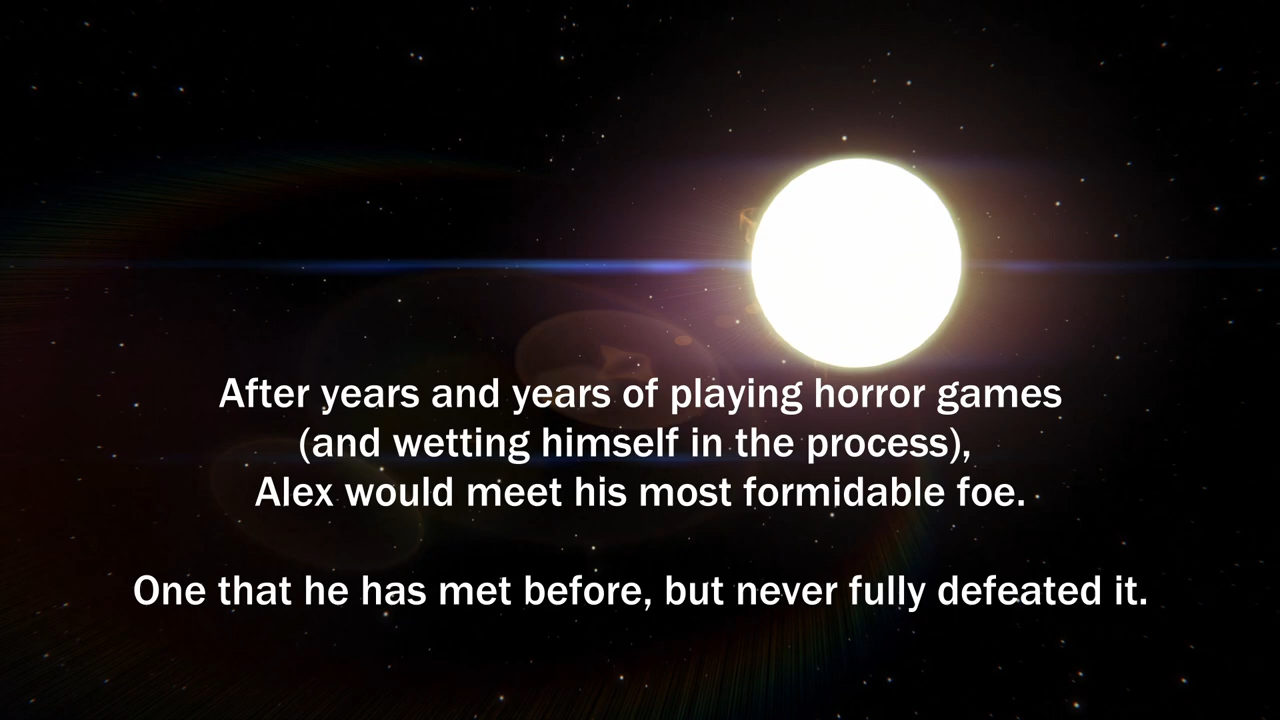 After years and years of playing horror games
(and wetting himself in the process),
Alex would meet his most formidable foe.
One that he has met before, but never fully defeated it.